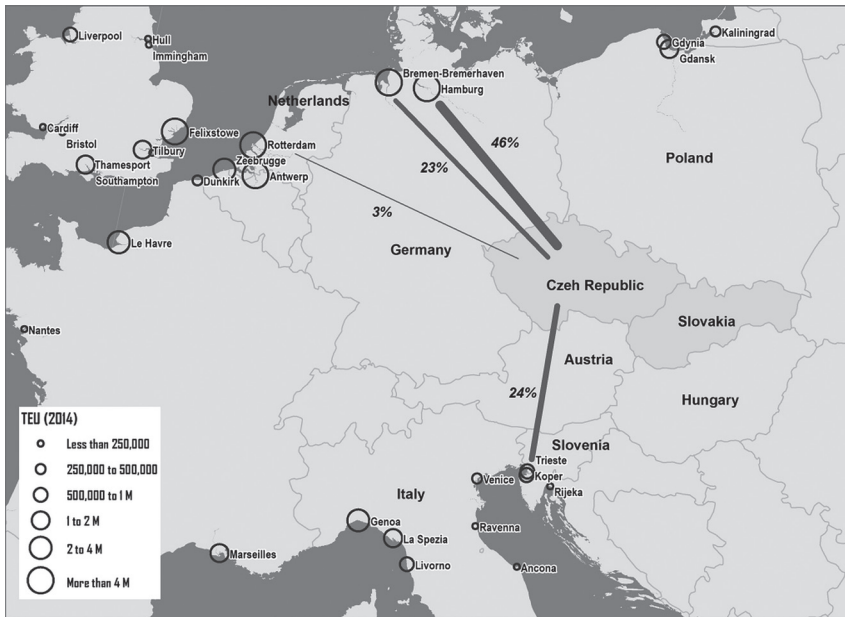 Liverpool
Hull
Immingham
Gdynia
Kaliningrad
Gdansk
Bremen-Bremerhaven
Hamburg
Netherlands
Cardiff
Bristol
Felixstowe
Tilbury
Rotterdam
46%
Thamesport
Southampton
Zeebrugge
Dunkirk
Antwerp
23%
Poland
3%
Le Havre
Germany
Czeh Republic
Nantes
Slovakia
Austria
24%
Hungary
Slovenia
Trieste
Koper
Venice
Rijeka
Italy
Genoa
Ravenna
La Spezia
Marseilles
Livorno
Ancona
TEU (2014)
Less than 250,000
250,000 to 500,000
500,000 to 1 M
1 to 2 M
2 to 4 M
More than 4 M